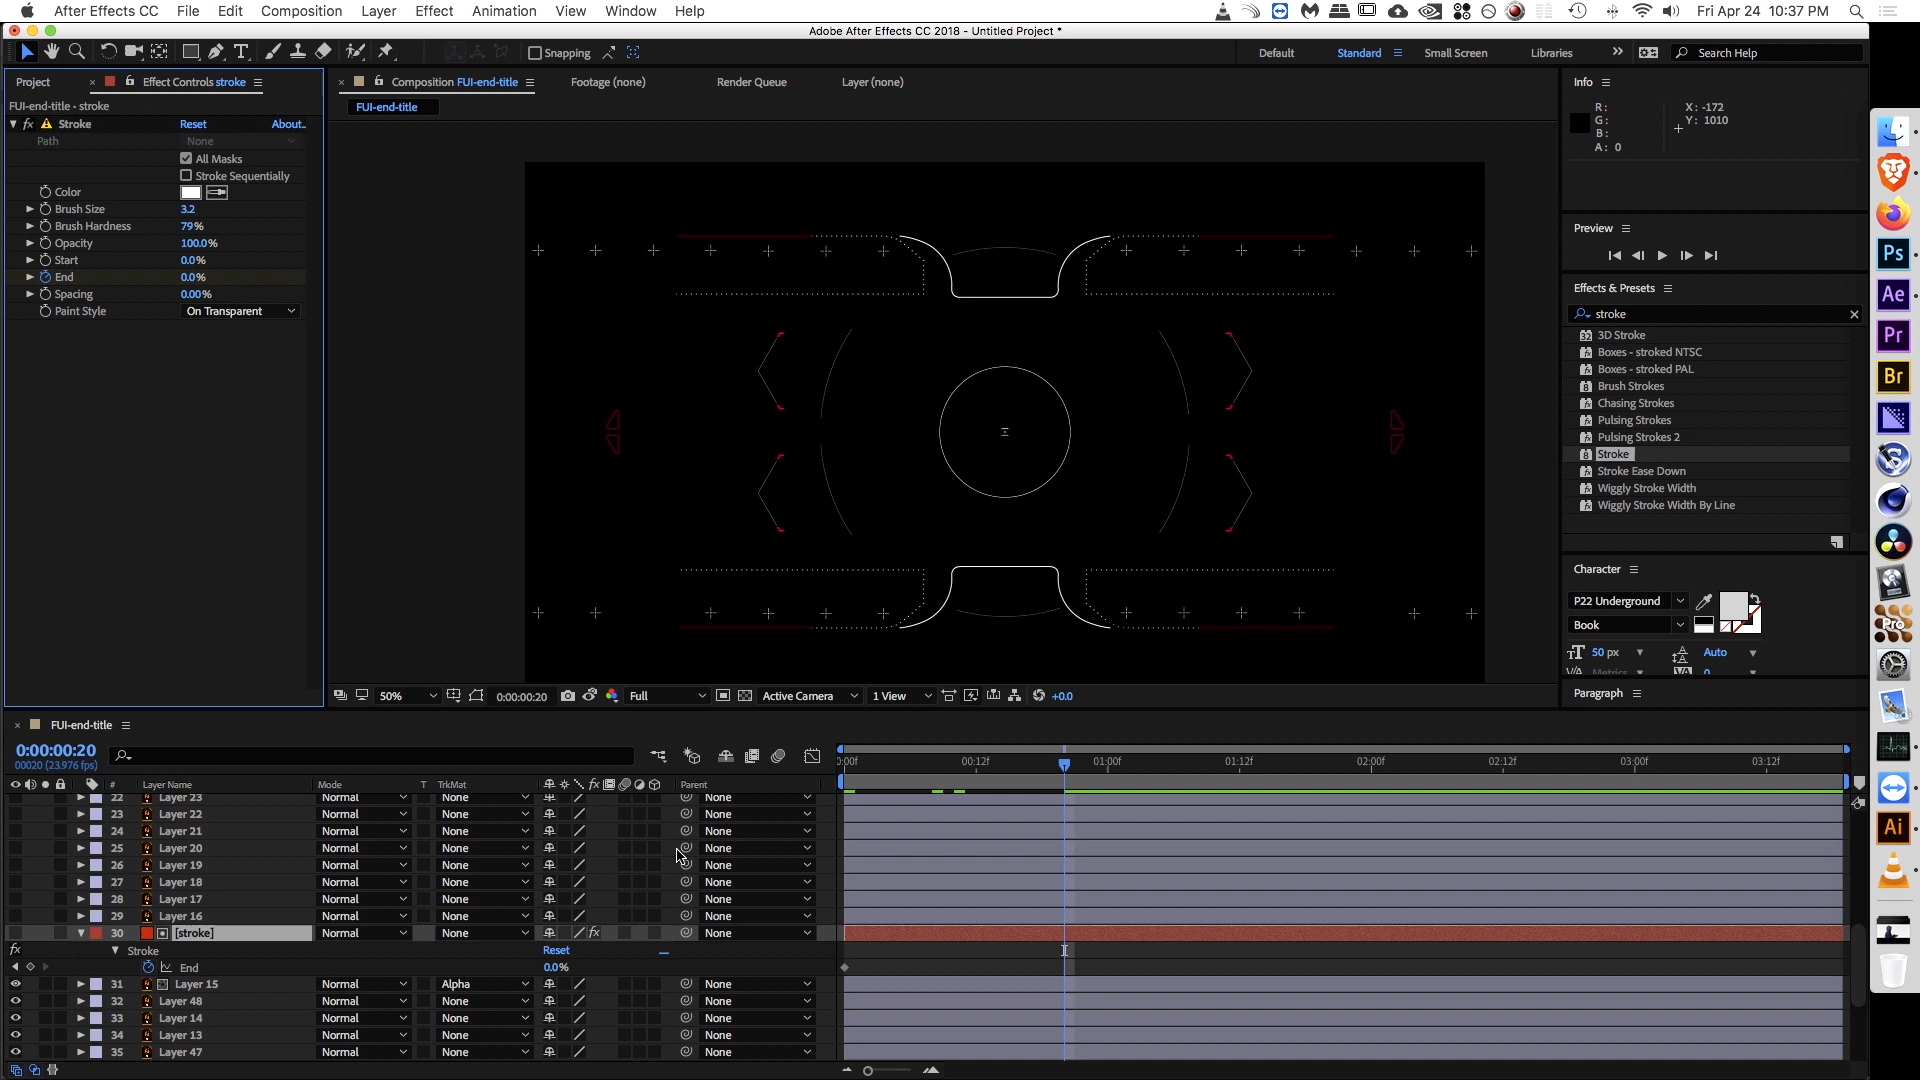 After Effects CC File Edit Composition Layer Effect Animation View Window Help Fri Apr 24 10:37 PM
Adobe After Effects CC 2018 - Untitled Project *
Snapping Default Standard Small Screen Libraries Search Help
Project Effect Controls stroke Composition FUI-end-title Footage (none) Render Queue Layer (none) Info
FUI-end-title • stroke FUI-end-title
R: X: -172
G: Y: 1010
B:
A: 0
Stroke Reset About..
Path None
All Masks
Stroke Sequentially
Color
Brush Size 3.2
Brush Hardness 79%
Opacity 100.0%
Start 0.0%
End 0.0%
Spacing 0.00%
Paint Style On Transparent
Preview
Effects & Presets
stroke
3D Stroke
Boxes - stroked NTSC
Boxes - stroked PAL
Brush Strokes
Chasing Strokes
Pulsing Strokes
Pulsing Strokes 2
Stroke
Stroke Ease Down
Wiggly Stroke Width
Wiggly Stroke Width By Line
Character
P22 Underground
Book
50 px Auto
Metrics 0
Paragraph
50% 0:00:00:20 Full Active Camera 1 View +0.0
FUI-end-title
0:00:00:20
00020 (23.976 fps)
0:00f 00:12f 01:00f 01:12f 02:00f 02:12f 03:00f 03:12f
# Layer Name Mode T TrkMat Parent
22 Layer 23 Normal None None
23 Layer 22 Normal None None
24 Layer 21 Normal None None
25 Layer 20 Normal None None
26 Layer 19 Normal None None
27 Layer 18 Normal None None
28 Layer 17 Normal None None
29 Layer 16 Normal None None
30 [stroke] Normal None None
fx Stroke Reset
End 0.0%
31 Layer 15 Normal Alpha None
32 Layer 48 Normal None None
33 Layer 14 Normal None None
34 Layer 13 Normal None None
35 Layer 47 Normal None None
Ps
Ae
Pr
Br
Pro
Ai